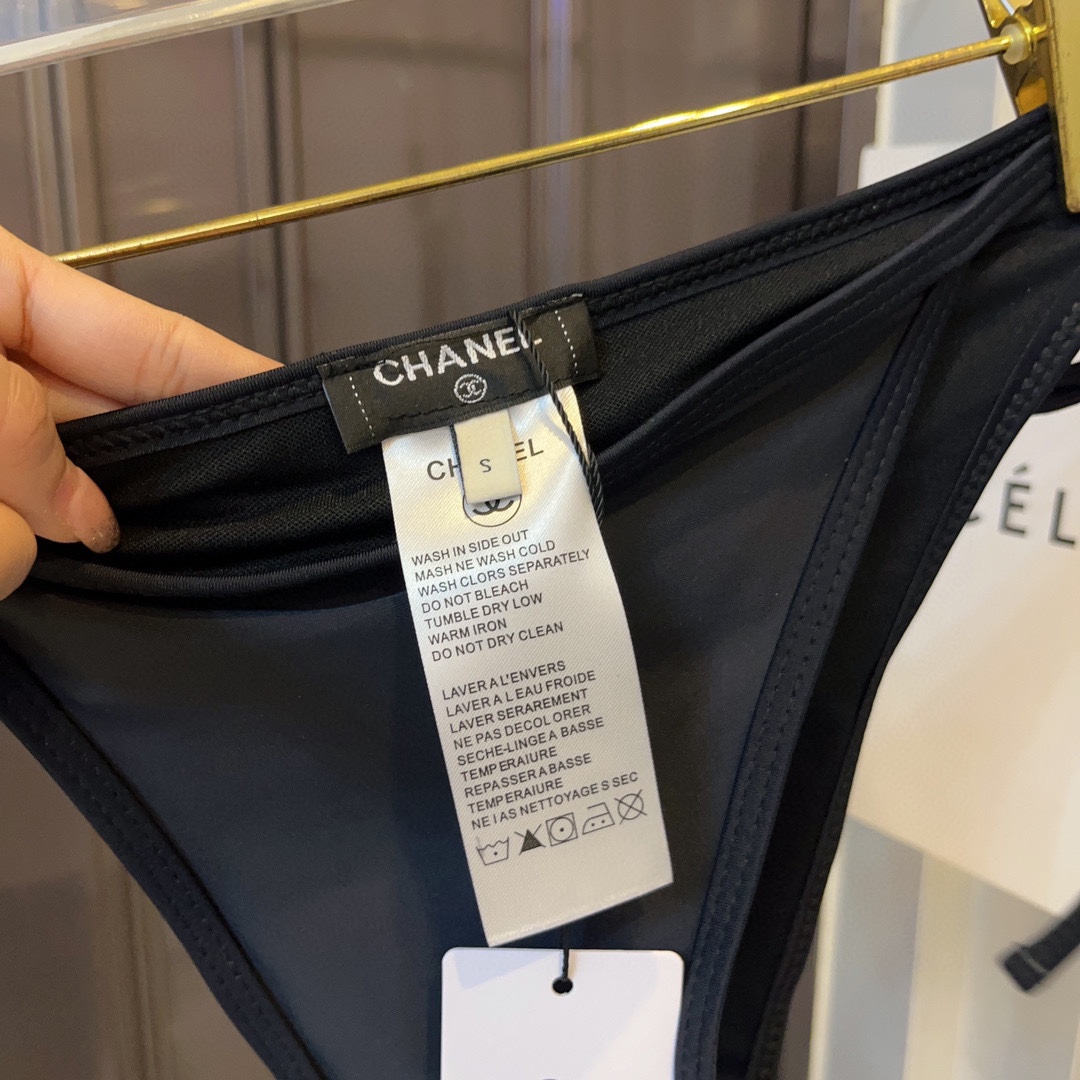 CHANEL
S
WASH IN SIDE OUT
MASH NE WASH COLD
WASH CLORS SEPARATELY
DO NOT BLEACH
TUMBLE DRY LOW
WARM IRON
DO NOT DRY CLEAN
LAVER A L'ENVERS
LAVER A L EAU FROIDE
LAVER SERAREMENT
NE PAS DECOL ORER
SECHE-LINGE A BASSE
TEMPERAIURE
REPASSER A BASSE
TEMPERAIURE
NE IAS NETTOYAGE S SEC